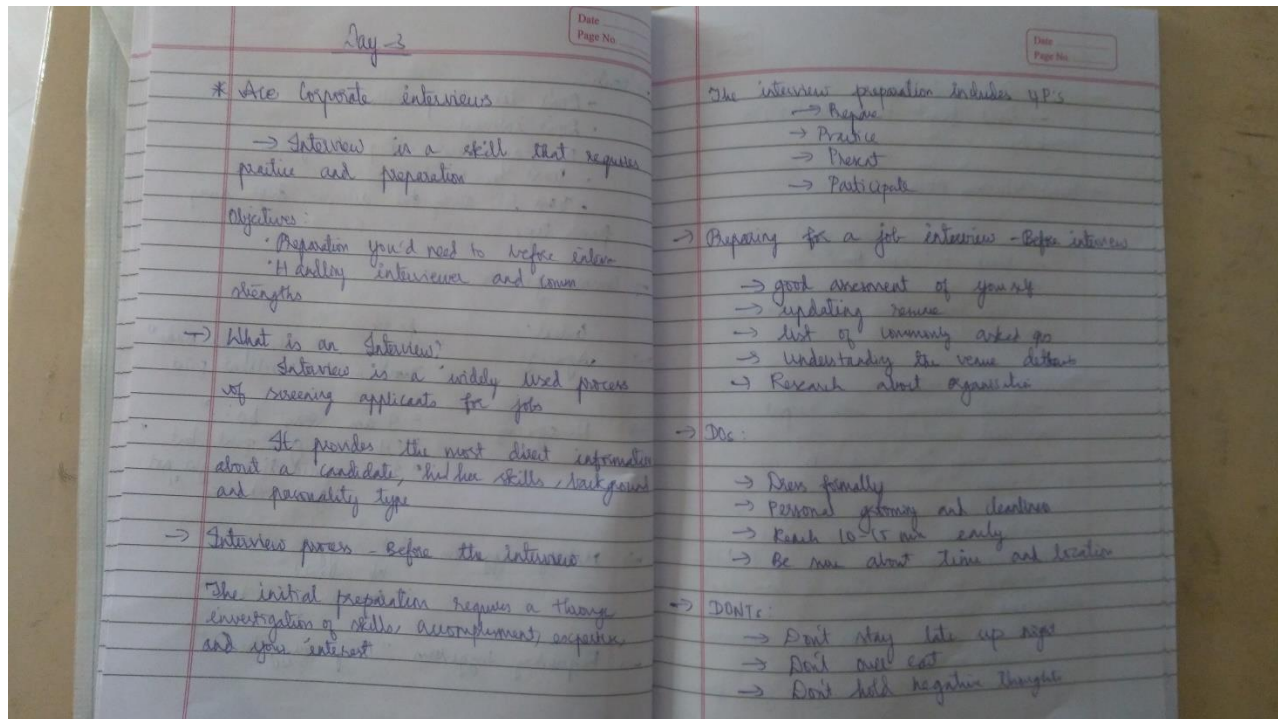 Date
Page No.
Day -3
* Ace Corporate interviews
→ Interview is a skill that requires
practice and preparation
Objectives:
· Preparation you'd need to before interv
· Handling interviewer and comm
strengths
→ What is an Interview?
Interview is a widely used process
of screening applicants for jobs
It provides the most direct information
about a candidate, his her skills, background
and personality type
→ Interview process - Before the interview
The initial preparation requires a
investigation of skills, accomplishment, expertise,
and your interest
Date
Page No.
The interview preparation includes 4P's
→ Prepare
→ Practice
→ Present
→ Participate
→ Preparing for a job interview - Before interview
→ good assessment of yourself
→ updating resume
→ list of commonly asked qs
→ Understanding the venue details
→ Research about organisation
→ DOs:
→ Dress formally
→ Personal grooming and cleanliness
→ Reach 10-15 min early
→ Be sure about time and location
→ DONTs:
→ Don't stay late up night
→ Don't over eat
→ Don't hold negative thoughts